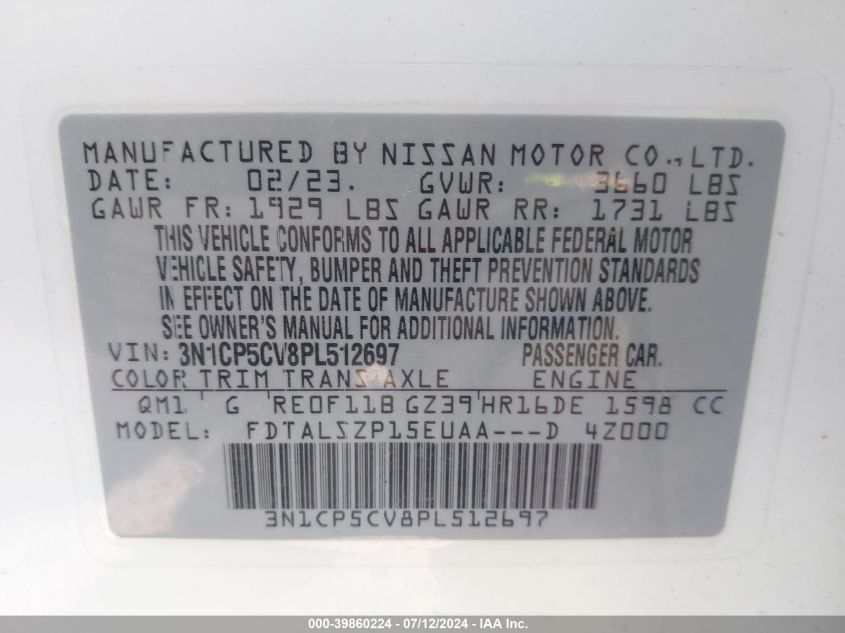 MANUFACTURED BY NISSAN MOTOR CO.,LTD.
DATE: 02/23. GVWR: 3660 LBS
GAWR FR: 1929 LBS GAWR RR: 1731 LBS
THIS VEHICLE CONFORMS TO ALL APPLICABLE FEDERAL MOTOR
VEHICLE SAFETY, BUMPER AND THEFT PREVENTION STANDARDS
IN EFFECT ON THE DATE OF MANUFACTURE SHOWN ABOVE.
SEE OWNER'S MANUAL FOR ADDITIONAL INFORMATION.
VIN: 3N1CP5CV8PL512697 PASSENGER CAR.
COLOR TRIM TRANS AXLE ENGINE
QM1 G RE0F11B GZ39 HR16DE 1598 CC
MODEL: FDTALSZP15EUAA---D 4Z000
3N1CP5CV8PL512697
000-39860224 - 07/12/2024 - IAA Inc.